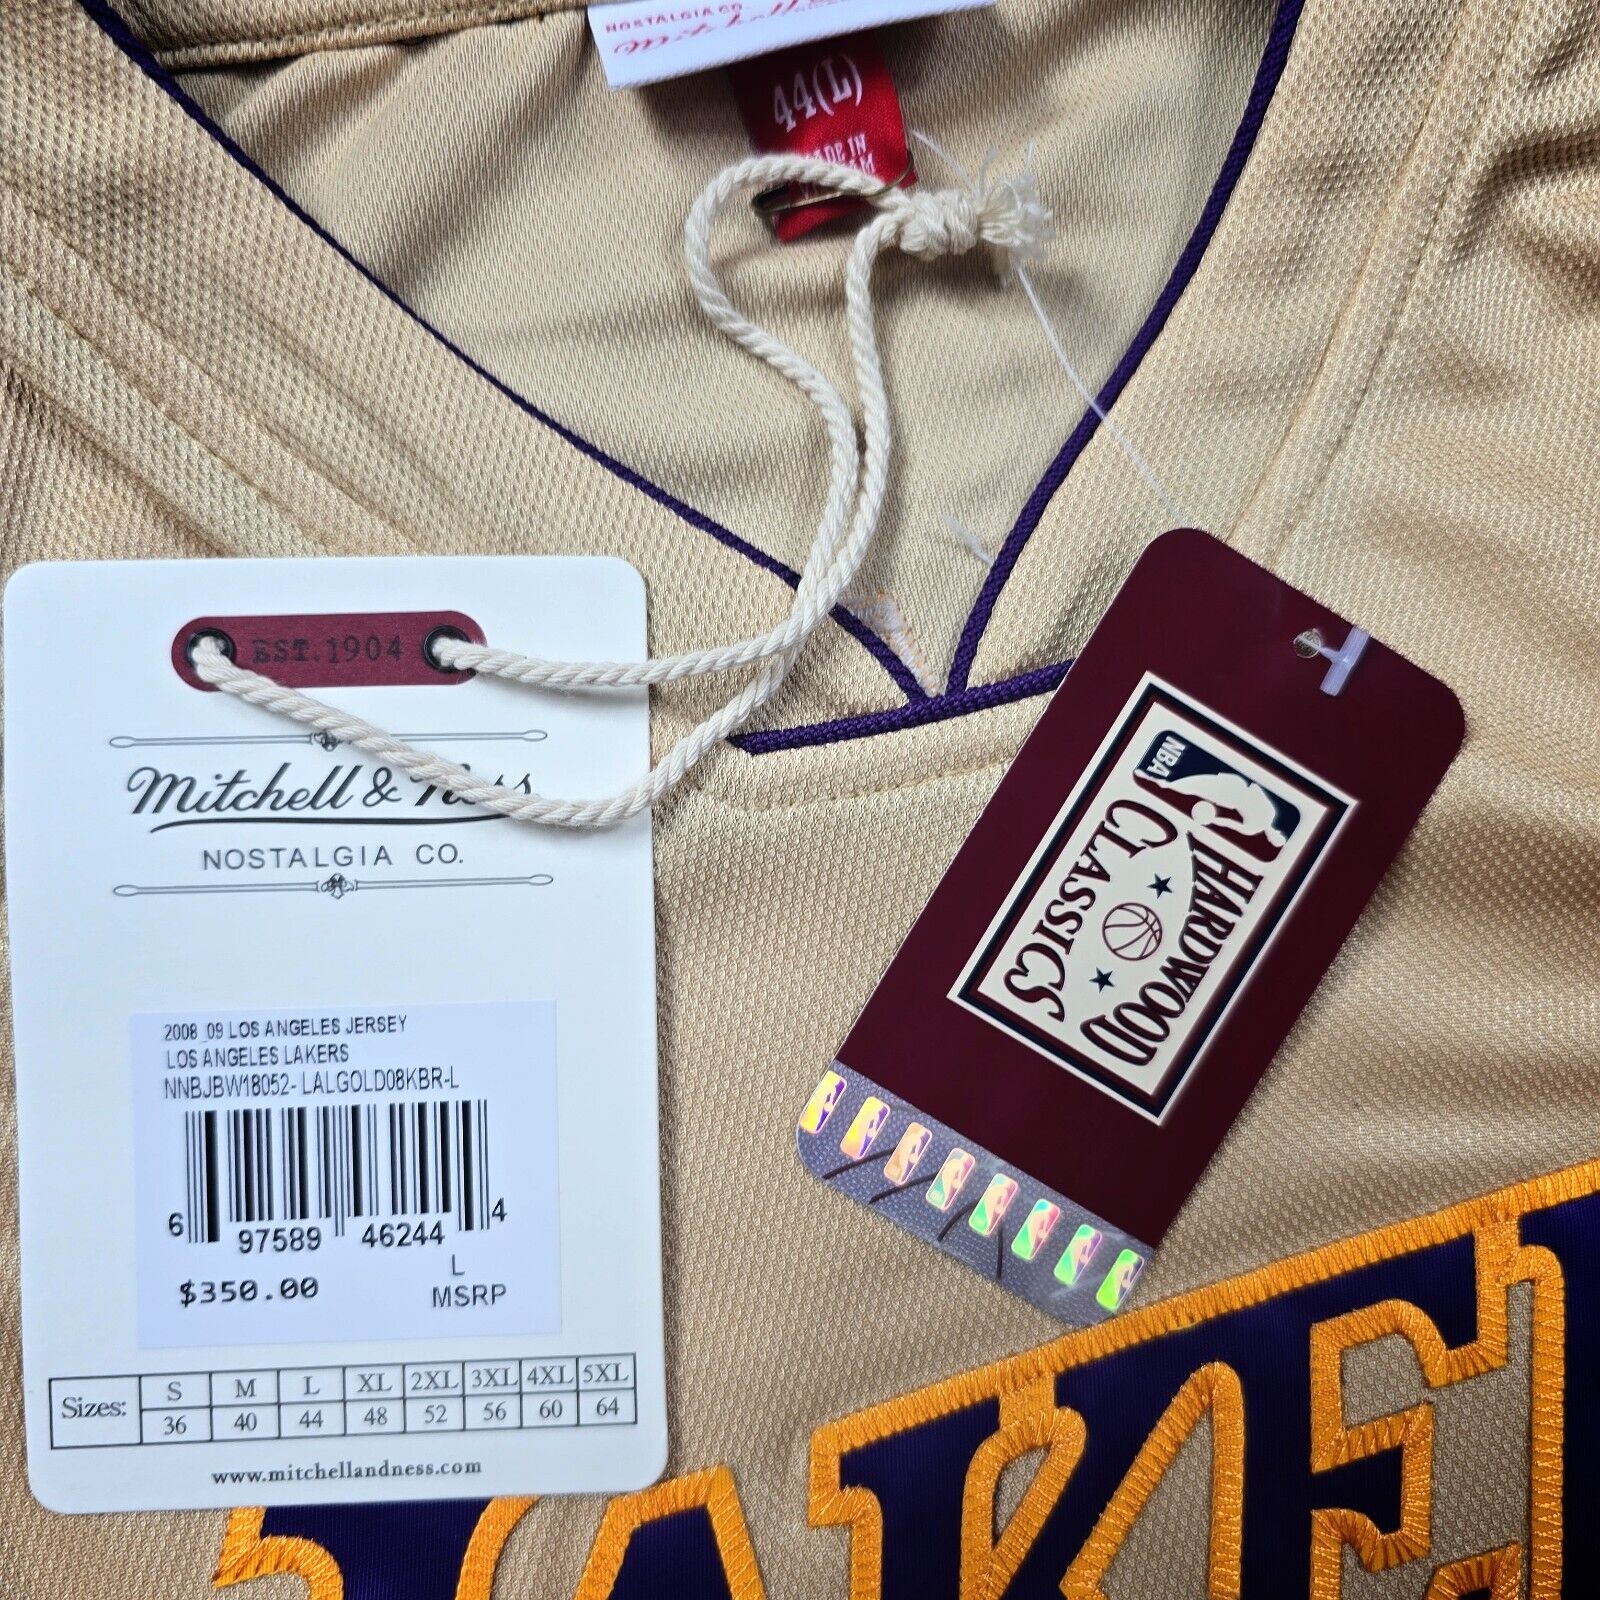 NOSTALGIA CO.
44(L)
EST.1904
Mitchell & Ness
NOSTALGIA CO.
2008_09 LOS ANGELES JERSEY
LOS ANGELES LAKERS
NNBJBW18052- LALGOLD08KBR-L
6 97589 46244 4
L
$350.00 MSRP
Sizes: S M L XL 2XL 3XL 4XL 5XL
36 40 44 48 52 56 60 64
www.mitchellandness.com
NBA
HARDWOOD
CLASSICS
AKE